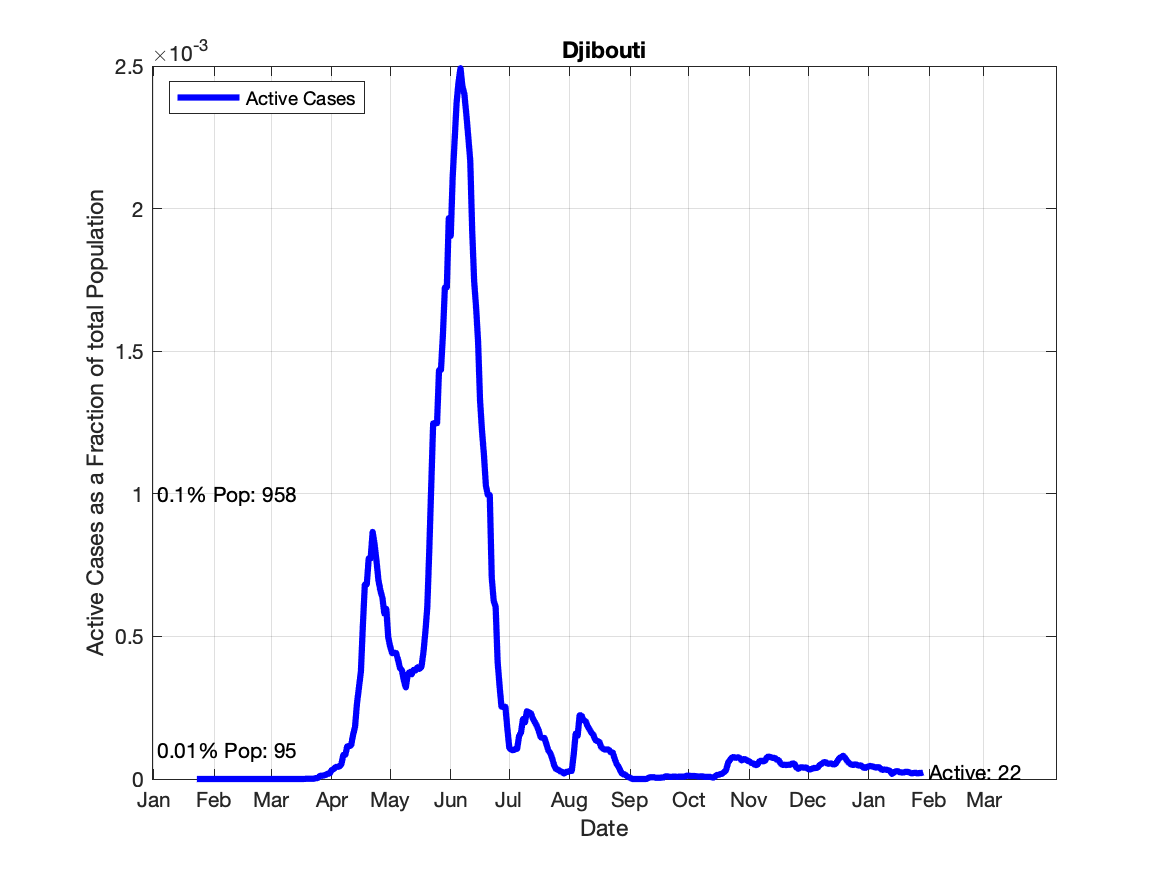 Djibouti
×10-3
2.5
2
1.5
1
0.5
0
Active Cases
0.1% Pop: 958
0.01% Pop: 95
Active: 22
Active Cases as a Fraction of total Population
Jan Feb Mar Apr May Jun Jul Aug Sep Oct Nov Dec Jan Feb Mar
Date